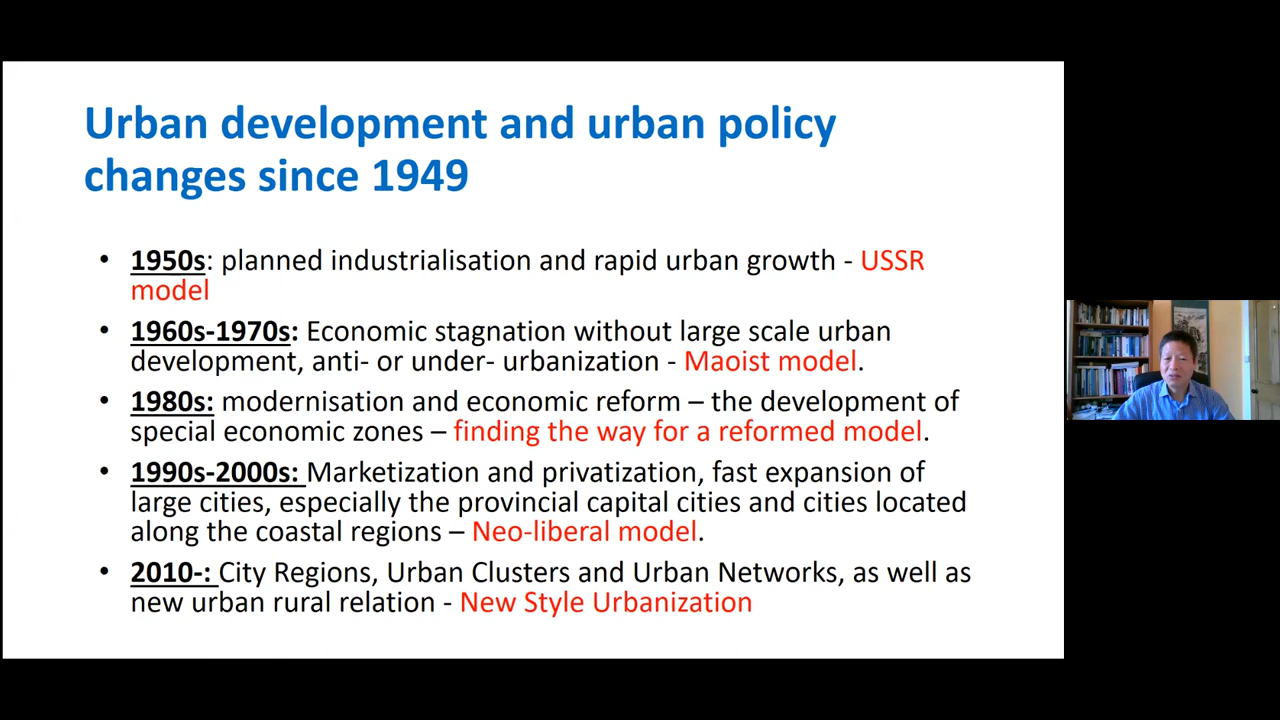 Urban development and urban policy
changes since 1949
• 1950s: planned industrialisation and rapid urban growth - USSR
model
• 1960s-1970s: Economic stagnation without large scale urban
development, anti- or under- urbanization - Maoist model.
• 1980s: modernisation and economic reform – the development of
special economic zones – finding the way for a reformed model.
• 1990s-2000s: Marketization and privatization, fast expansion of
large cities, especially the provincial capital cities and cities located
along the coastal regions – Neo-liberal model.
• 2010-: City Regions, Urban Clusters and Urban Networks, as well as
new urban rural relation - New Style Urbanization